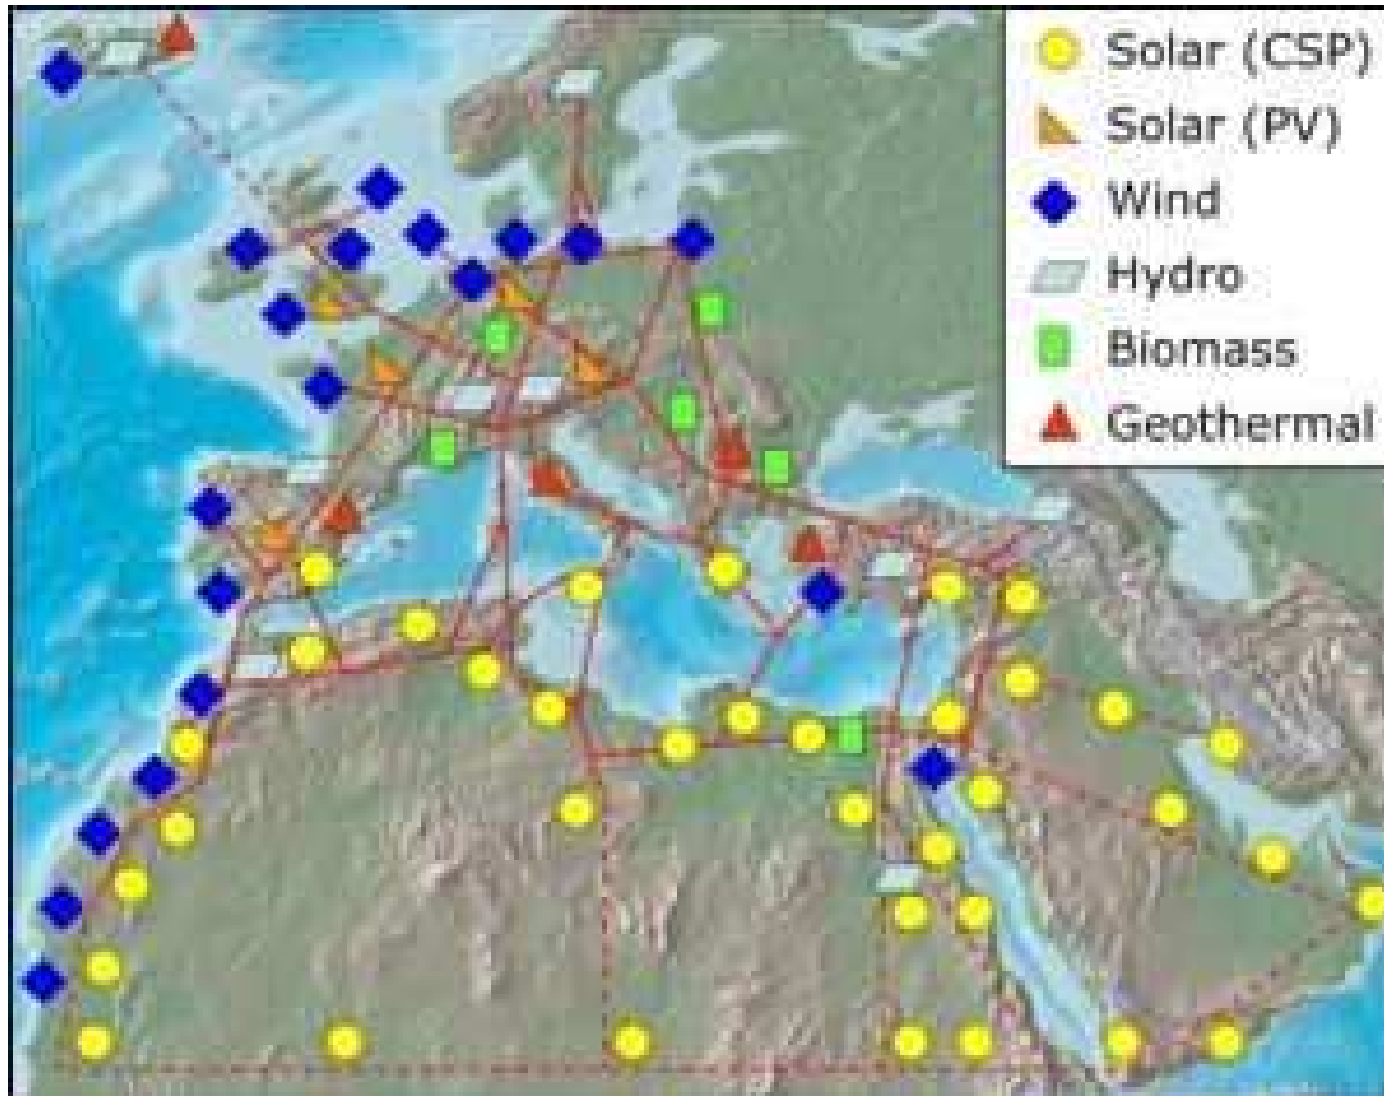 Solar (CSP)
Solar (PV)
Wind
Hydro
Biomass
Geothermal